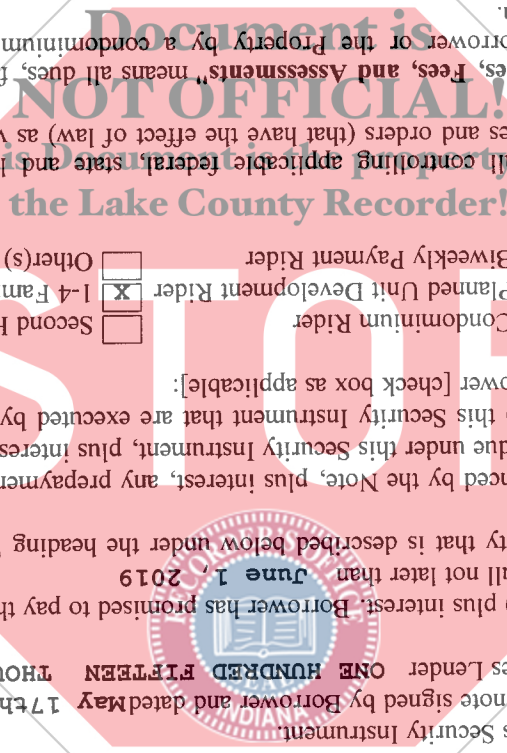 s Security Instrument.
note signed by Borrower and dated May 17th
es Lender ONE HUNDRED FIFTEEN THOU
plus interest. Borrower has promised to pay th
ull not later than June 1, 2019
ty that is described below under the heading "
nced by the Note, plus interest, any prepaymen
due under this Security Instrument, plus interes
this Security Instrument that are executed by
ower [check box as applicable]:
Condominium Rider Second H
Planned Unit Development Rider X 1-4 Fam
Biweekly Payment Rider Other(s)
ll controlling applicable federal, state and l
es and orders (that have the effect of law) as w
es, Fees, and Assessments" means all dues, f
orrower or the Property by a condominium
n.
Document is
NOT OFFICIAL!
is Document is the property
the Lake County Recorder!
STOP
RECORDER'S OFFICE
SEAL
INDIANA